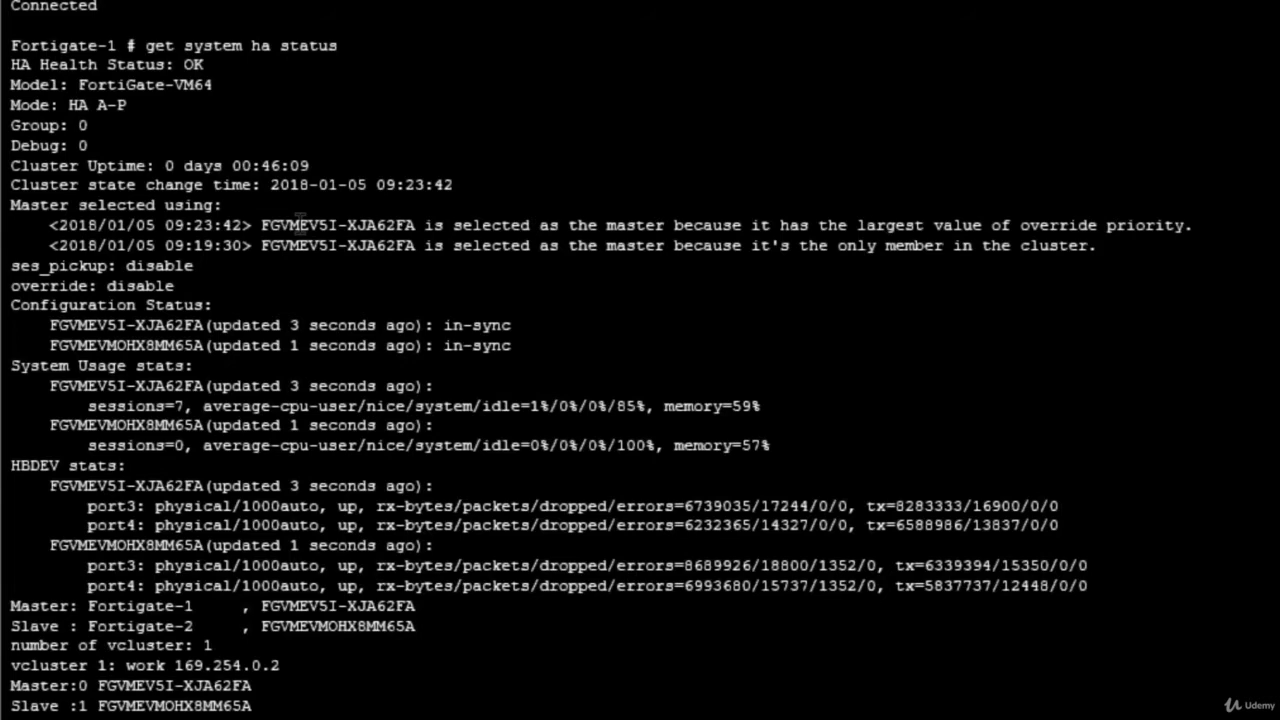 Connected
Fortigate-1 # get system ha status
HA Health Status: OK
Model: FortiGate-VM64
Mode: HA A-P
Group: 0
Debug: 0
Cluster Uptime: 0 days 00:46:09
Cluster state change time: 2018-01-05 09:23:42
Master selected using:
<2018/01/05 09:23:42> FGVMEV5I-XJA62FA is selected as the master because it has the largest value of override priority.
<2018/01/05 09:19:30> FGVMEV5I-XJA62FA is selected as the master because it's the only member in the cluster.
ses_pickup: disable
override: disable
Configuration Status:
FGVMEV5I-XJA62FA(updated 3 seconds ago): in-sync
FGVMEVMOHX8MM65A(updated 1 seconds ago): in-sync
System Usage stats:
FGVMEV5I-XJA62FA(updated 3 seconds ago):
sessions=7, average-cpu-user/nice/system/idle=1%/0%/0%/85%, memory=59%
FGVMEVMOHX8MM65A(updated 1 seconds ago):
sessions=0, average-cpu-user/nice/system/idle=0%/0%/0%/100%, memory=57%
HBDEV stats:
FGVMEV5I-XJA62FA(updated 3 seconds ago):
port3: physical/1000auto, up, rx-bytes/packets/dropped/errors=6739035/17244/0/0, tx=8283333/16900/0/0
port4: physical/1000auto, up, rx-bytes/packets/dropped/errors=6232365/14327/0/0, tx=6588986/13837/0/0
FGVMEVMOHX8MM65A(updated 1 seconds ago):
port3: physical/1000auto, up, rx-bytes/packets/dropped/errors=8689926/18800/1352/0, tx=6339394/15350/0/0
port4: physical/1000auto, up, rx-bytes/packets/dropped/errors=6993680/15737/1352/0, tx=5837737/12448/0/0
Master: Fortigate-1 , FGVMEV5I-XJA62FA
Slave : Fortigate-2 , FGVMEVMOHX8MM65A
number of vcluster: 1
vcluster 1: work 169.254.0.2
Master:0 FGVMEV5I-XJA62FA
Slave :1 FGVMEVMOHX8MM65A
Udemy